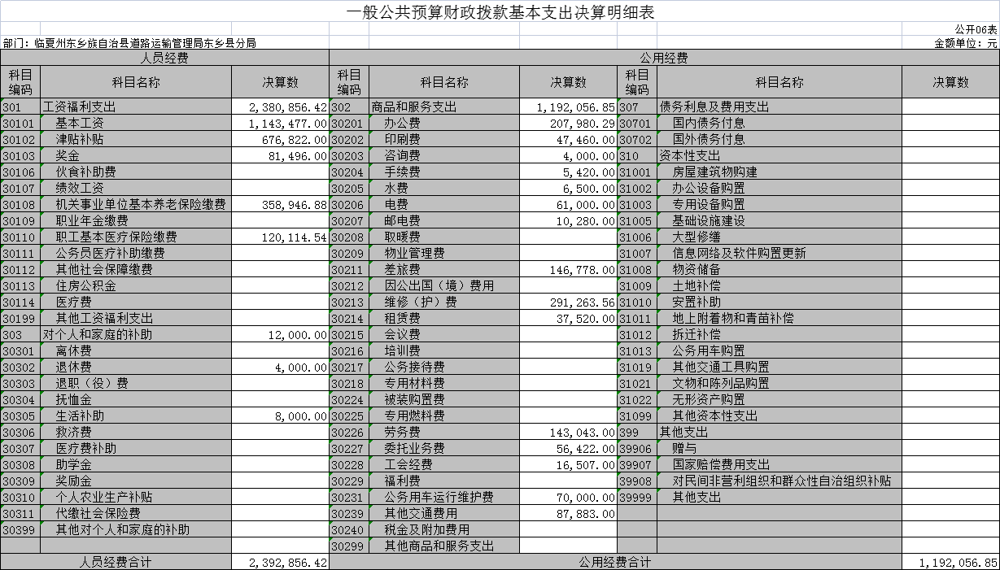 一般公共预算财政拨款基本支出决算明细表
公开06表
部门：临夏州东乡族自治县道路运输管理局东乡县分局 金额单位：元
人员经费 公用经费
科目编码 科目名称 决算数 科目编码 科目名称 决算数 科目编码 科目名称 决算数
301 工资福利支出 2,380,856.42 302 商品和服务支出 1,192,056.85 307 债务利息及费用支出
30101 基本工资 1,143,477.00 30201 办公费 207,980.29 30701 国内债务付息
30102 津贴补贴 676,822.00 30202 印刷费 47,460.00 30702 国外债务付息
30103 奖金 81,496.00 30203 咨询费 4,000.00 310 资本性支出
30106 伙食补助费 30204 手续费 5,420.00 31001 房屋建筑物购建
30107 绩效工资 30205 水费 6,500.00 31002 办公设备购置
30108 机关事业单位基本养老保险缴费 358,946.88 30206 电费 61,000.00 31003 专用设备购置
30109 职业年金缴费 30207 邮电费 10,280.00 31005 基础设施建设
30110 职工基本医疗保险缴费 120,114.54 30208 取暖费 31006 大型修缮
30111 公务员医疗补助缴费 30209 物业管理费 31007 信息网络及软件购置更新
30112 其他社会保障缴费 30211 差旅费 146,778.00 31008 物资储备
30113 住房公积金 30212 因公出国（境）费用 31009 土地补偿
30114 医疗费 30213 维修（护）费 291,263.56 31010 安置补助
30199 其他工资福利支出 30214 租赁费 37,520.00 31011 地上附着物和青苗补偿
303 对个人和家庭的补助 12,000.00 30215 会议费 31012 拆迁补偿
30301 离休费 30216 培训费 31013 公务用车购置
30302 退休费 4,000.00 30217 公务接待费 31019 其他交通工具购置
30303 退职（役）费 30218 专用材料费 31021 文物和陈列品购置
30304 抚恤金 30224 被装购置费 31022 无形资产购置
30305 生活补助 8,000.00 30225 专用燃料费 31099 其他资本性支出
30306 救济费 30226 劳务费 143,043.00 399 其他支出
30307 医疗费补助 30227 委托业务费 56,422.00 39906 赠与
30308 助学金 30228 工会经费 16,507.00 39907 国家赔偿费用支出
30309 奖励金 30229 福利费 39908 对民间非营利组织和群众性自治组织补贴
30310 个人农业生产补贴 30231 公务用车运行维护费 70,000.00 39999 其他支出
30311 代缴社会保险费 30239 其他交通费用 87,883.00
30399 其他对个人和家庭的补助 30240 税金及附加费用
30299 其他商品和服务支出
人员经费合计 2,392,856.42 公用经费合计 1,192,056.85